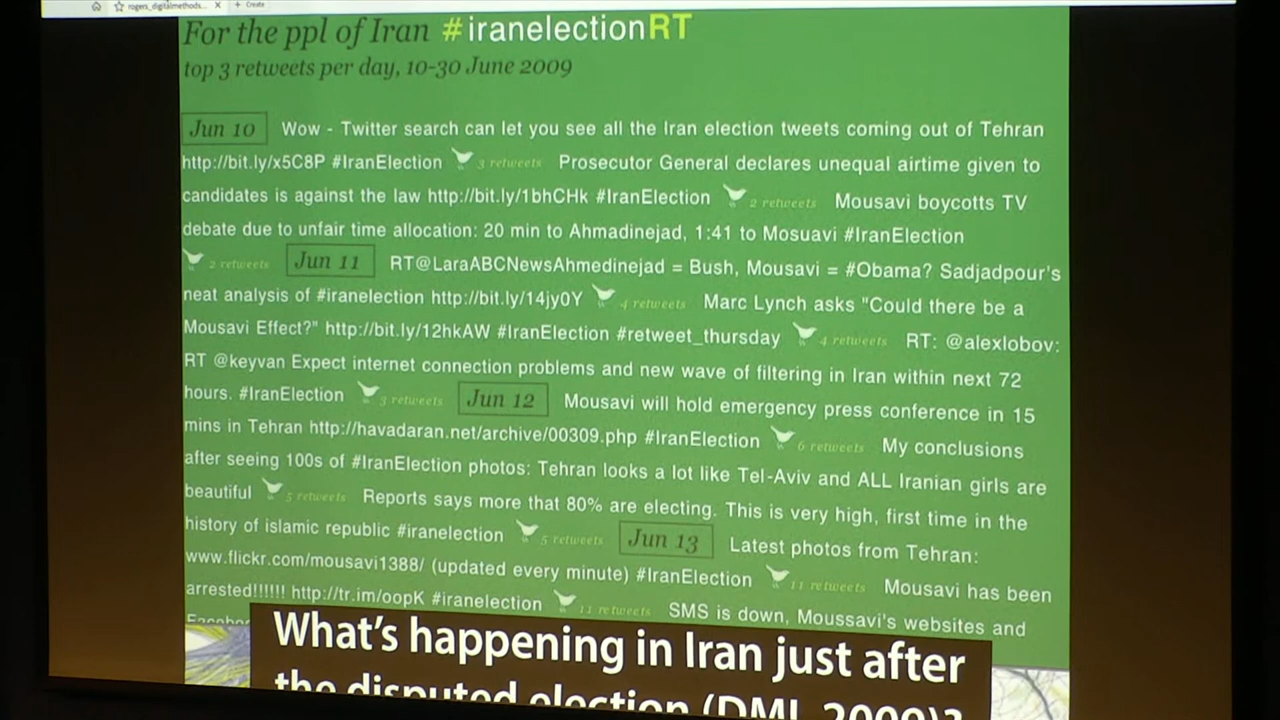 rogers_digitalmethods... × + Create
For the ppl of Iran #iranelectionRT
top 3 retweets per day, 10-30 June 2009
Jun 10 Wow - Twitter search can let you see all the Iran election tweets coming out of Tehran
http://bit.ly/x5C8P #IranElection 3 retweets Prosecutor General declares unequal airtime given to
candidates is against the law http://bit.ly/1bhCHk #IranElection 2 retweets Mousavi boycotts TV
debate due to unfair time allocation: 20 min to Ahmadinejad, 1:41 to Mosuavi #IranElection
2 retweets Jun 11 RT@LaraABCNewsAhmedinejad = Bush, Mousavi = #Obama? Sadjadpour's
neat analysis of #iranelection http://bit.ly/14jy0Y 4 retweets Marc Lynch asks "Could there be a
Mousavi Effect?" http://bit.ly/12hkAW #IranElection #retweet_thursday 4 retweets RT: @alexlobov:
RT @keyvan Expect internet connection problems and new wave of filtering in Iran within next 72
hours. #IranElection 3 retweets Jun 12 Mousavi will hold emergency press conference in 15
mins in Tehran http://havadaran.net/archive/00309.php #IranElection 6 retweets My conclusions
after seeing 100s of #IranElection photos: Tehran looks a lot like Tel-Aviv and ALL Iranian girls are
beautiful 5 retweets Reports says more that 80% are electing. This is very high, first time in the
history of islamic republic #iranelection 5 retweets Jun 13 Latest photos from Tehran:
www.flickr.com/mousavi1388/ (updated every minute) #IranElection 11 retweets Mousavi has been
arrested!!!!!! http://tr.im/oopK #iranelection 11 retweets SMS is down, Moussavi's websites and
What's happening in Iran just after
the disputed election (DMI, 2009)?